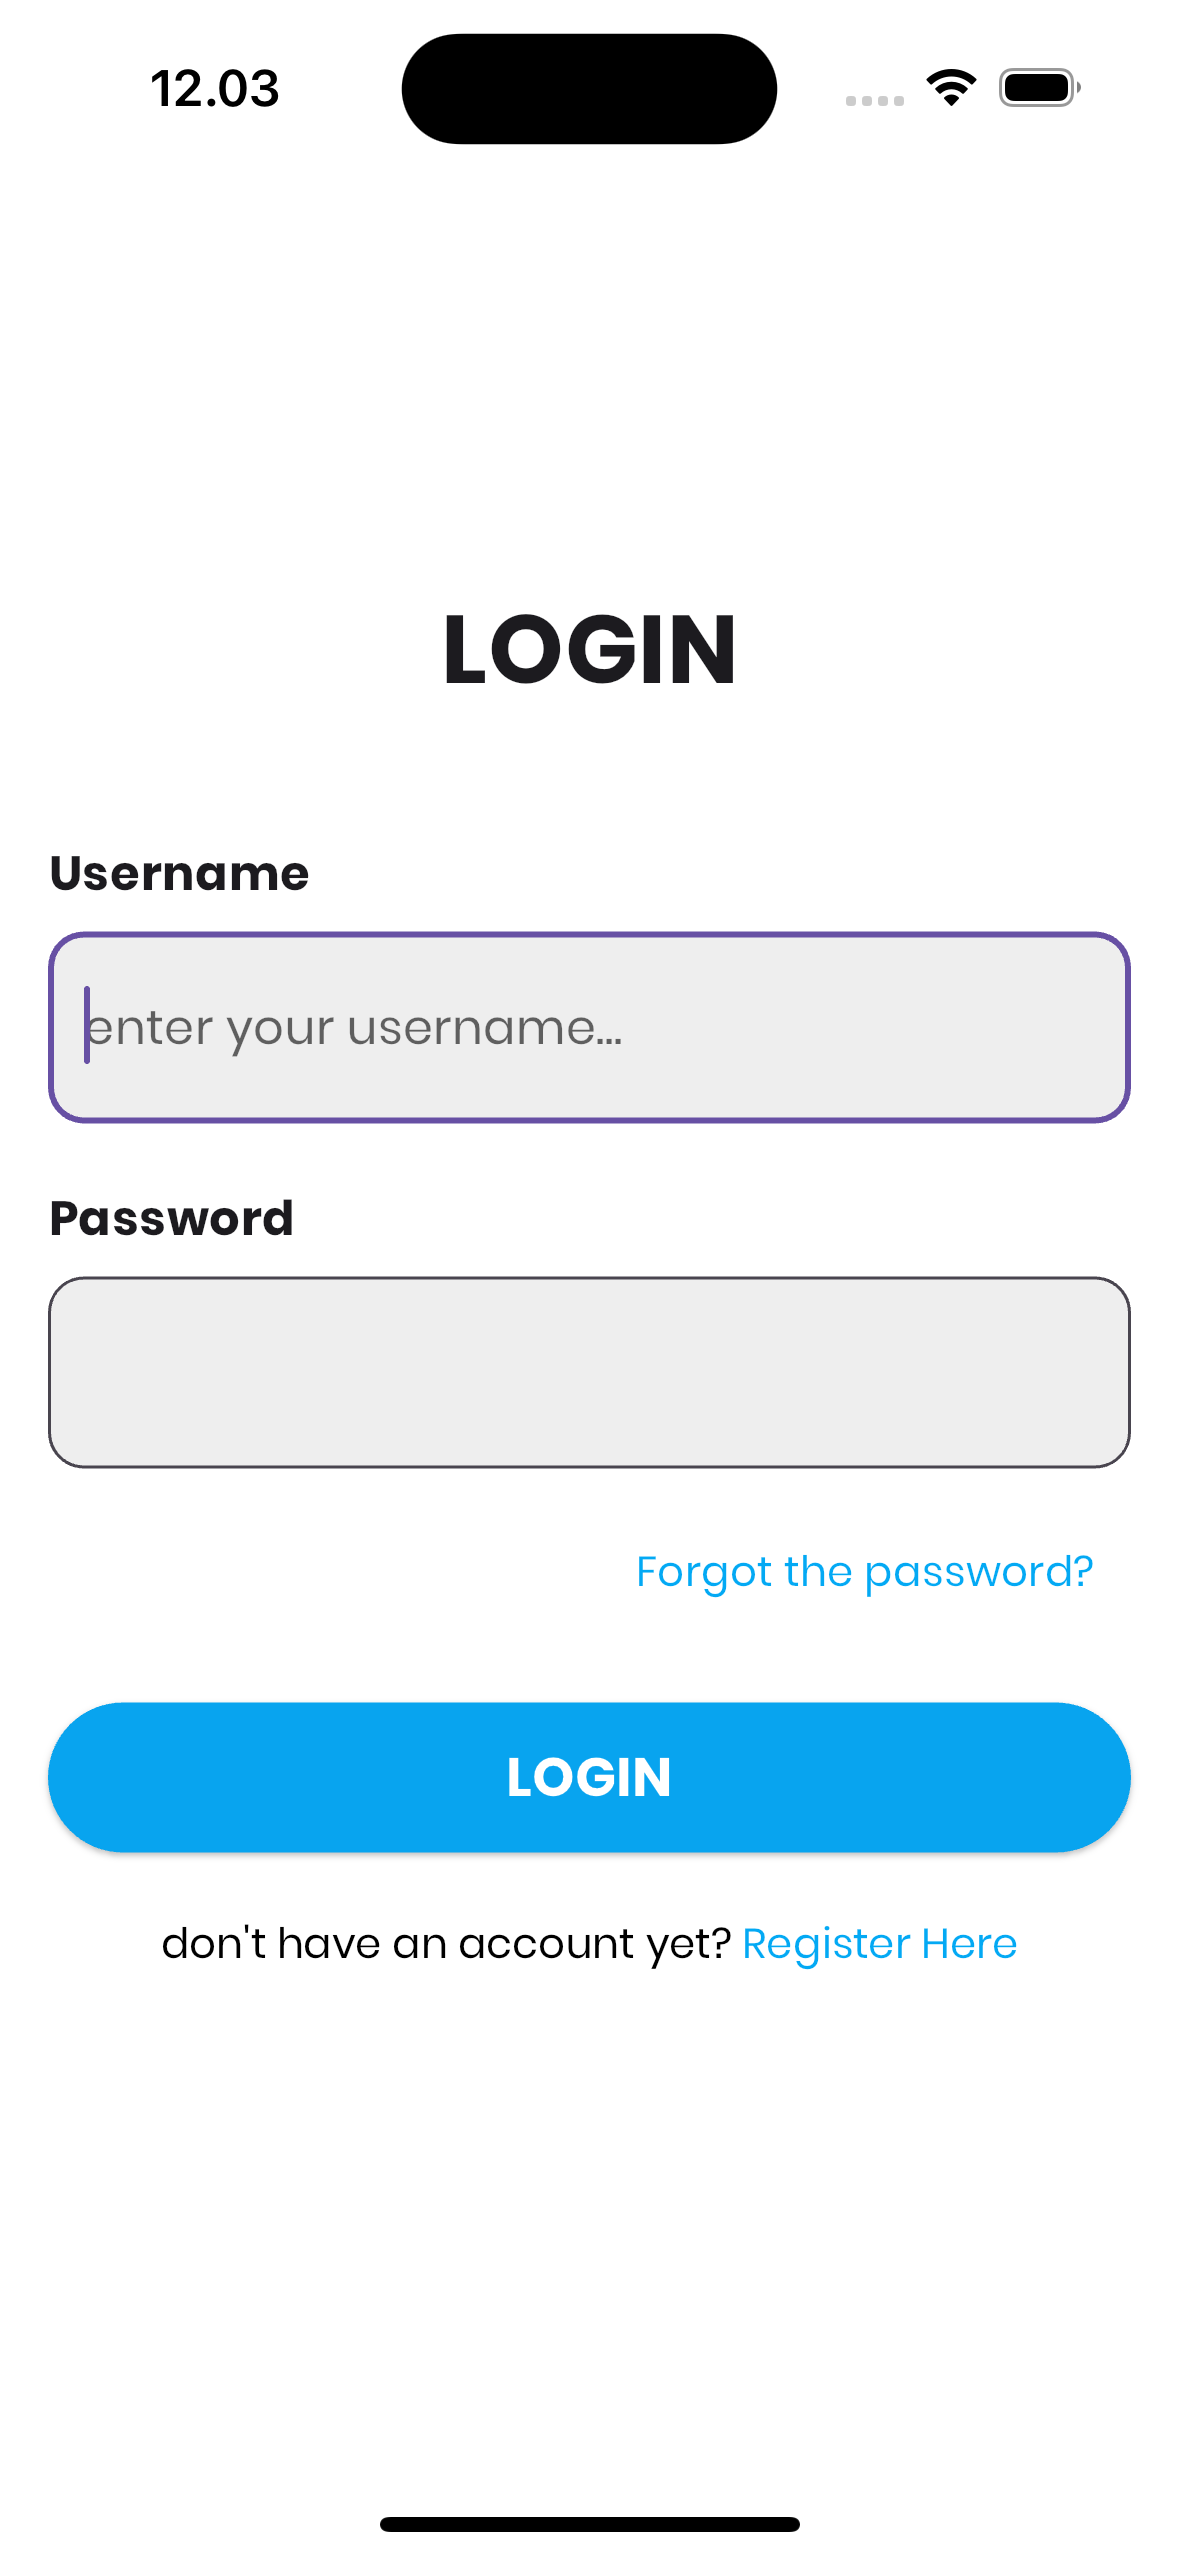 12.03
LOGIN
Username
enter your username...
Password
Forgot the password?
LOGIN
don't have an account yet? Register Here